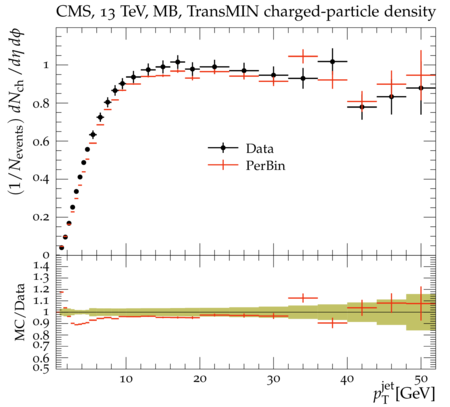 CMS, 13 TeV, MB, TransMIN charged-particle density
(1/N_events) dN_ch/dη dφ
1
0.8
0.6
0.4
0.2
0
Data
PerBin
MC/Data
1.4
1.3
1.2
1.1
1.0
0.9
0.8
0.7
0.6
0.5
10 20 30 40 50
p_T^jet [GeV]